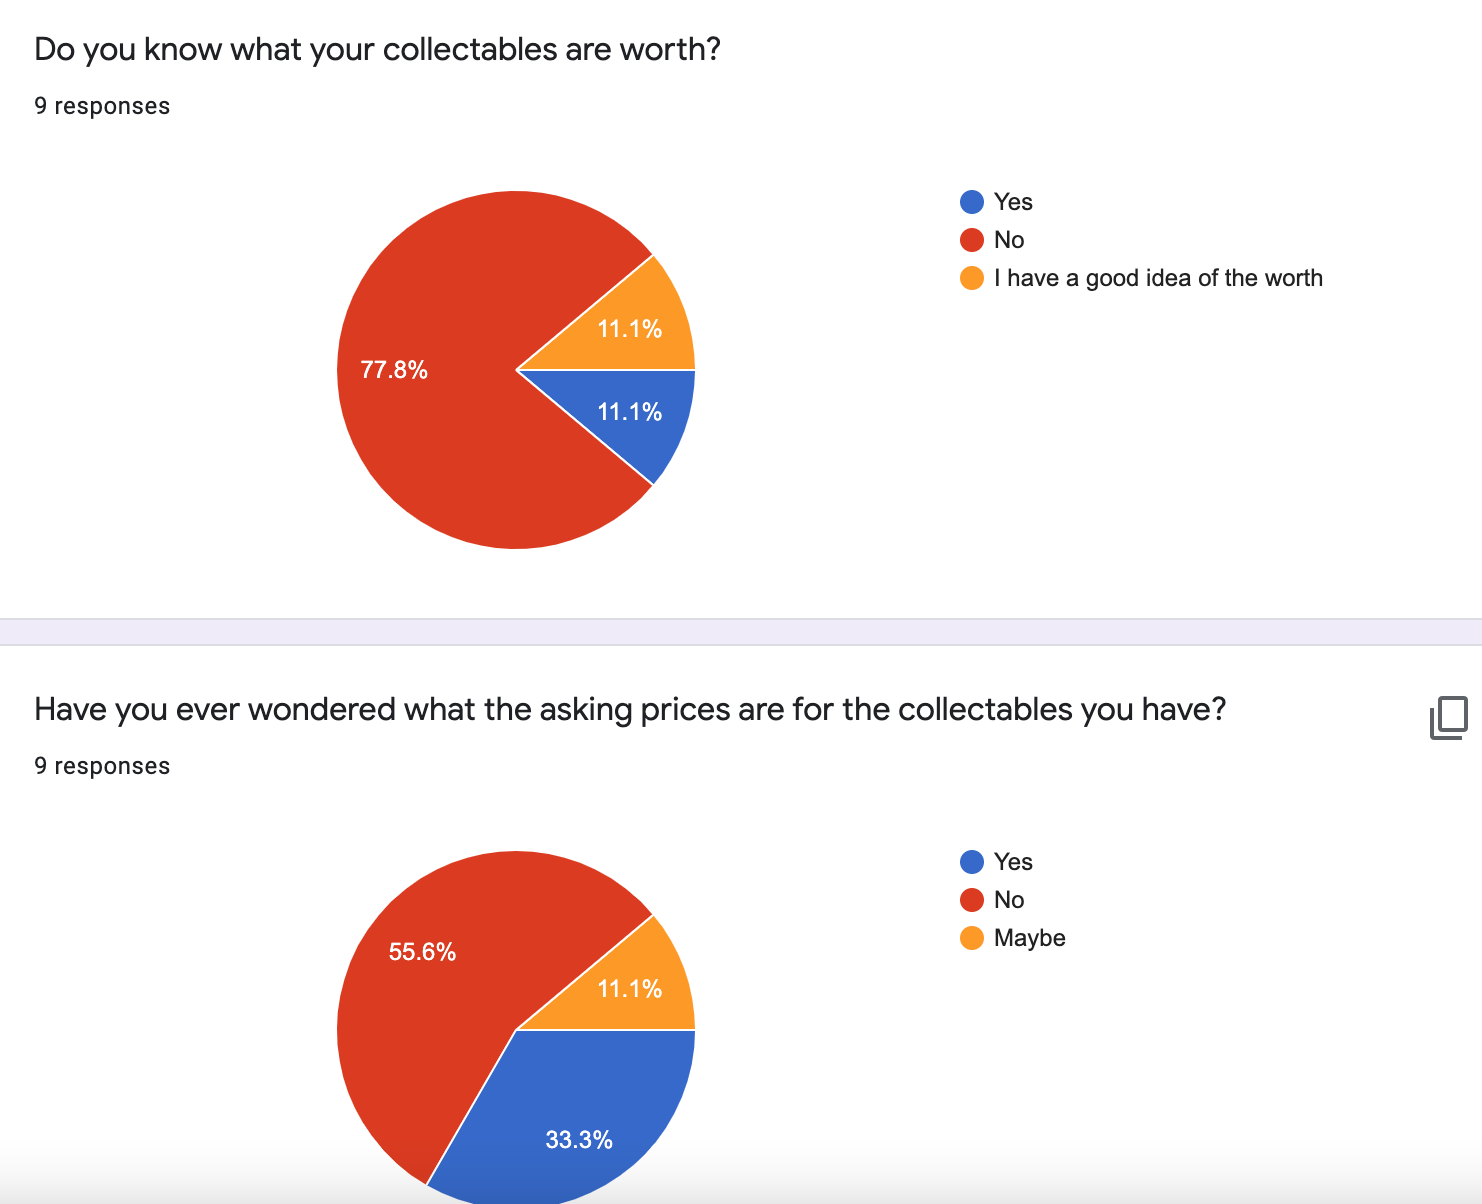 Do you know what your collectables are worth?
9 responses
Yes
No
I have a good idea of the worth
11.1%
77.8%
11.1%
Have you ever wondered what the asking prices are for the collectables you have?
9 responses
Yes
No
Maybe
55.6%
11.1%
33.3%